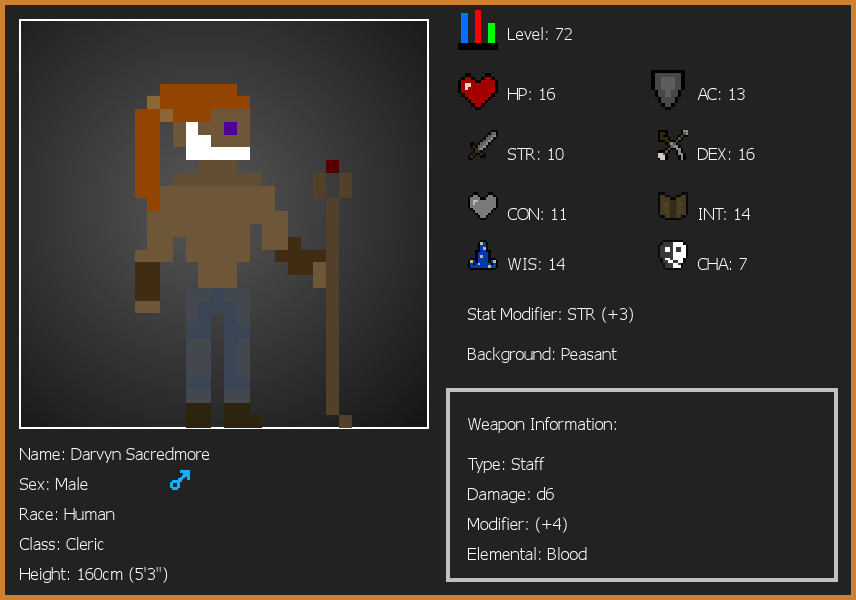 Level: 72
HP: 16
AC: 13
STR: 10
DEX: 16
CON: 11
INT: 14
WIS: 14
CHA: 7
Stat Modifier: STR (+3)
Background: Peasant
Weapon Information:
Type: Staff
Damage: d6
Modifier: (+4)
Elemental: Blood
Name: Darvyn Sacredmore
Sex: Male
Race: Human
Class: Cleric
Height: 160cm (5'3")